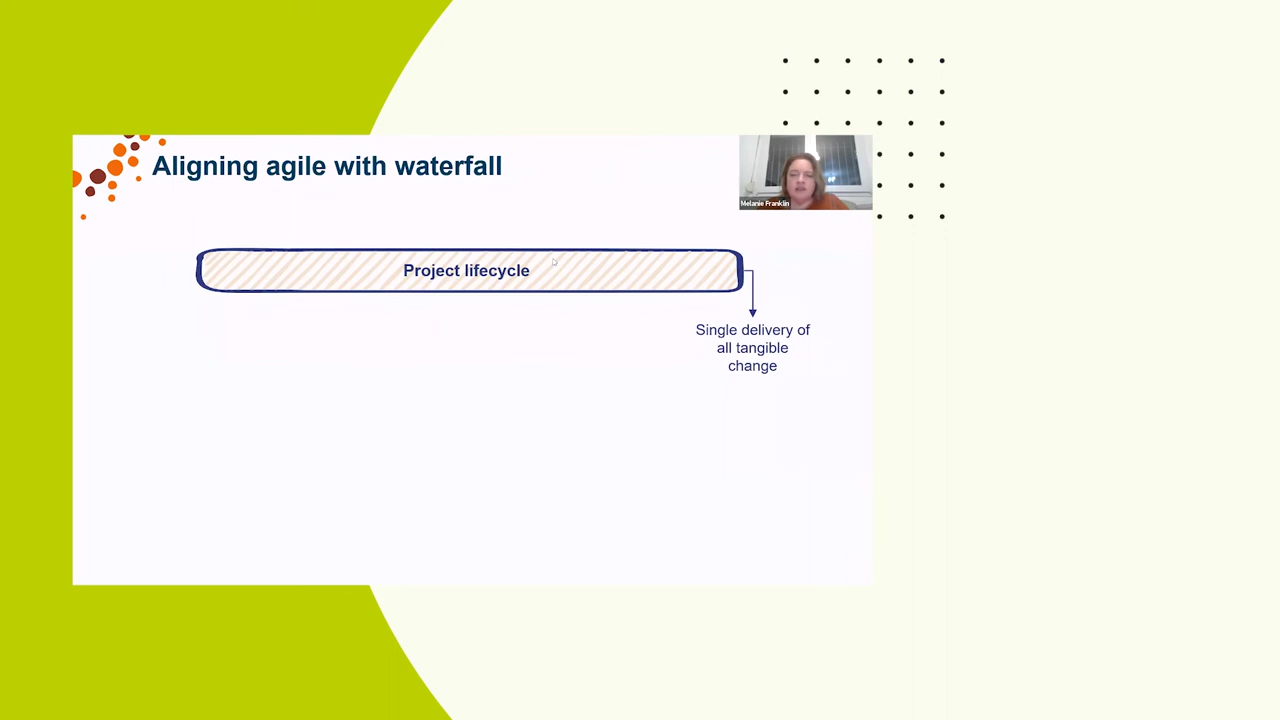 Aligning agile with waterfall
Melanie Franklin
Project lifecycle
Single delivery of
all tangible
change